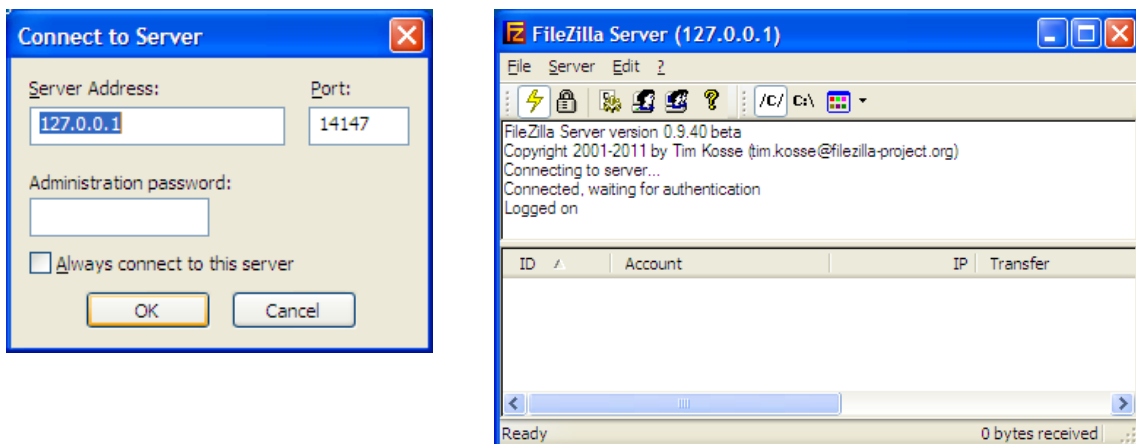 Connect to Server
Server Address:
Port:
127.0.0.1
14147
Administration password:
Always connect to this server
OK
Cancel
FileZilla Server (127.0.0.1)
File Server Edit ?
/C/ C:\
FileZilla Server version 0.9.40 beta
Copyright 2001-2011 by Tim Kosse (tim.kosse@filezilla-project.org)
Connecting to server...
Connected, waiting for authentication
Logged on
ID Account IP Transfer
Ready 0 bytes received